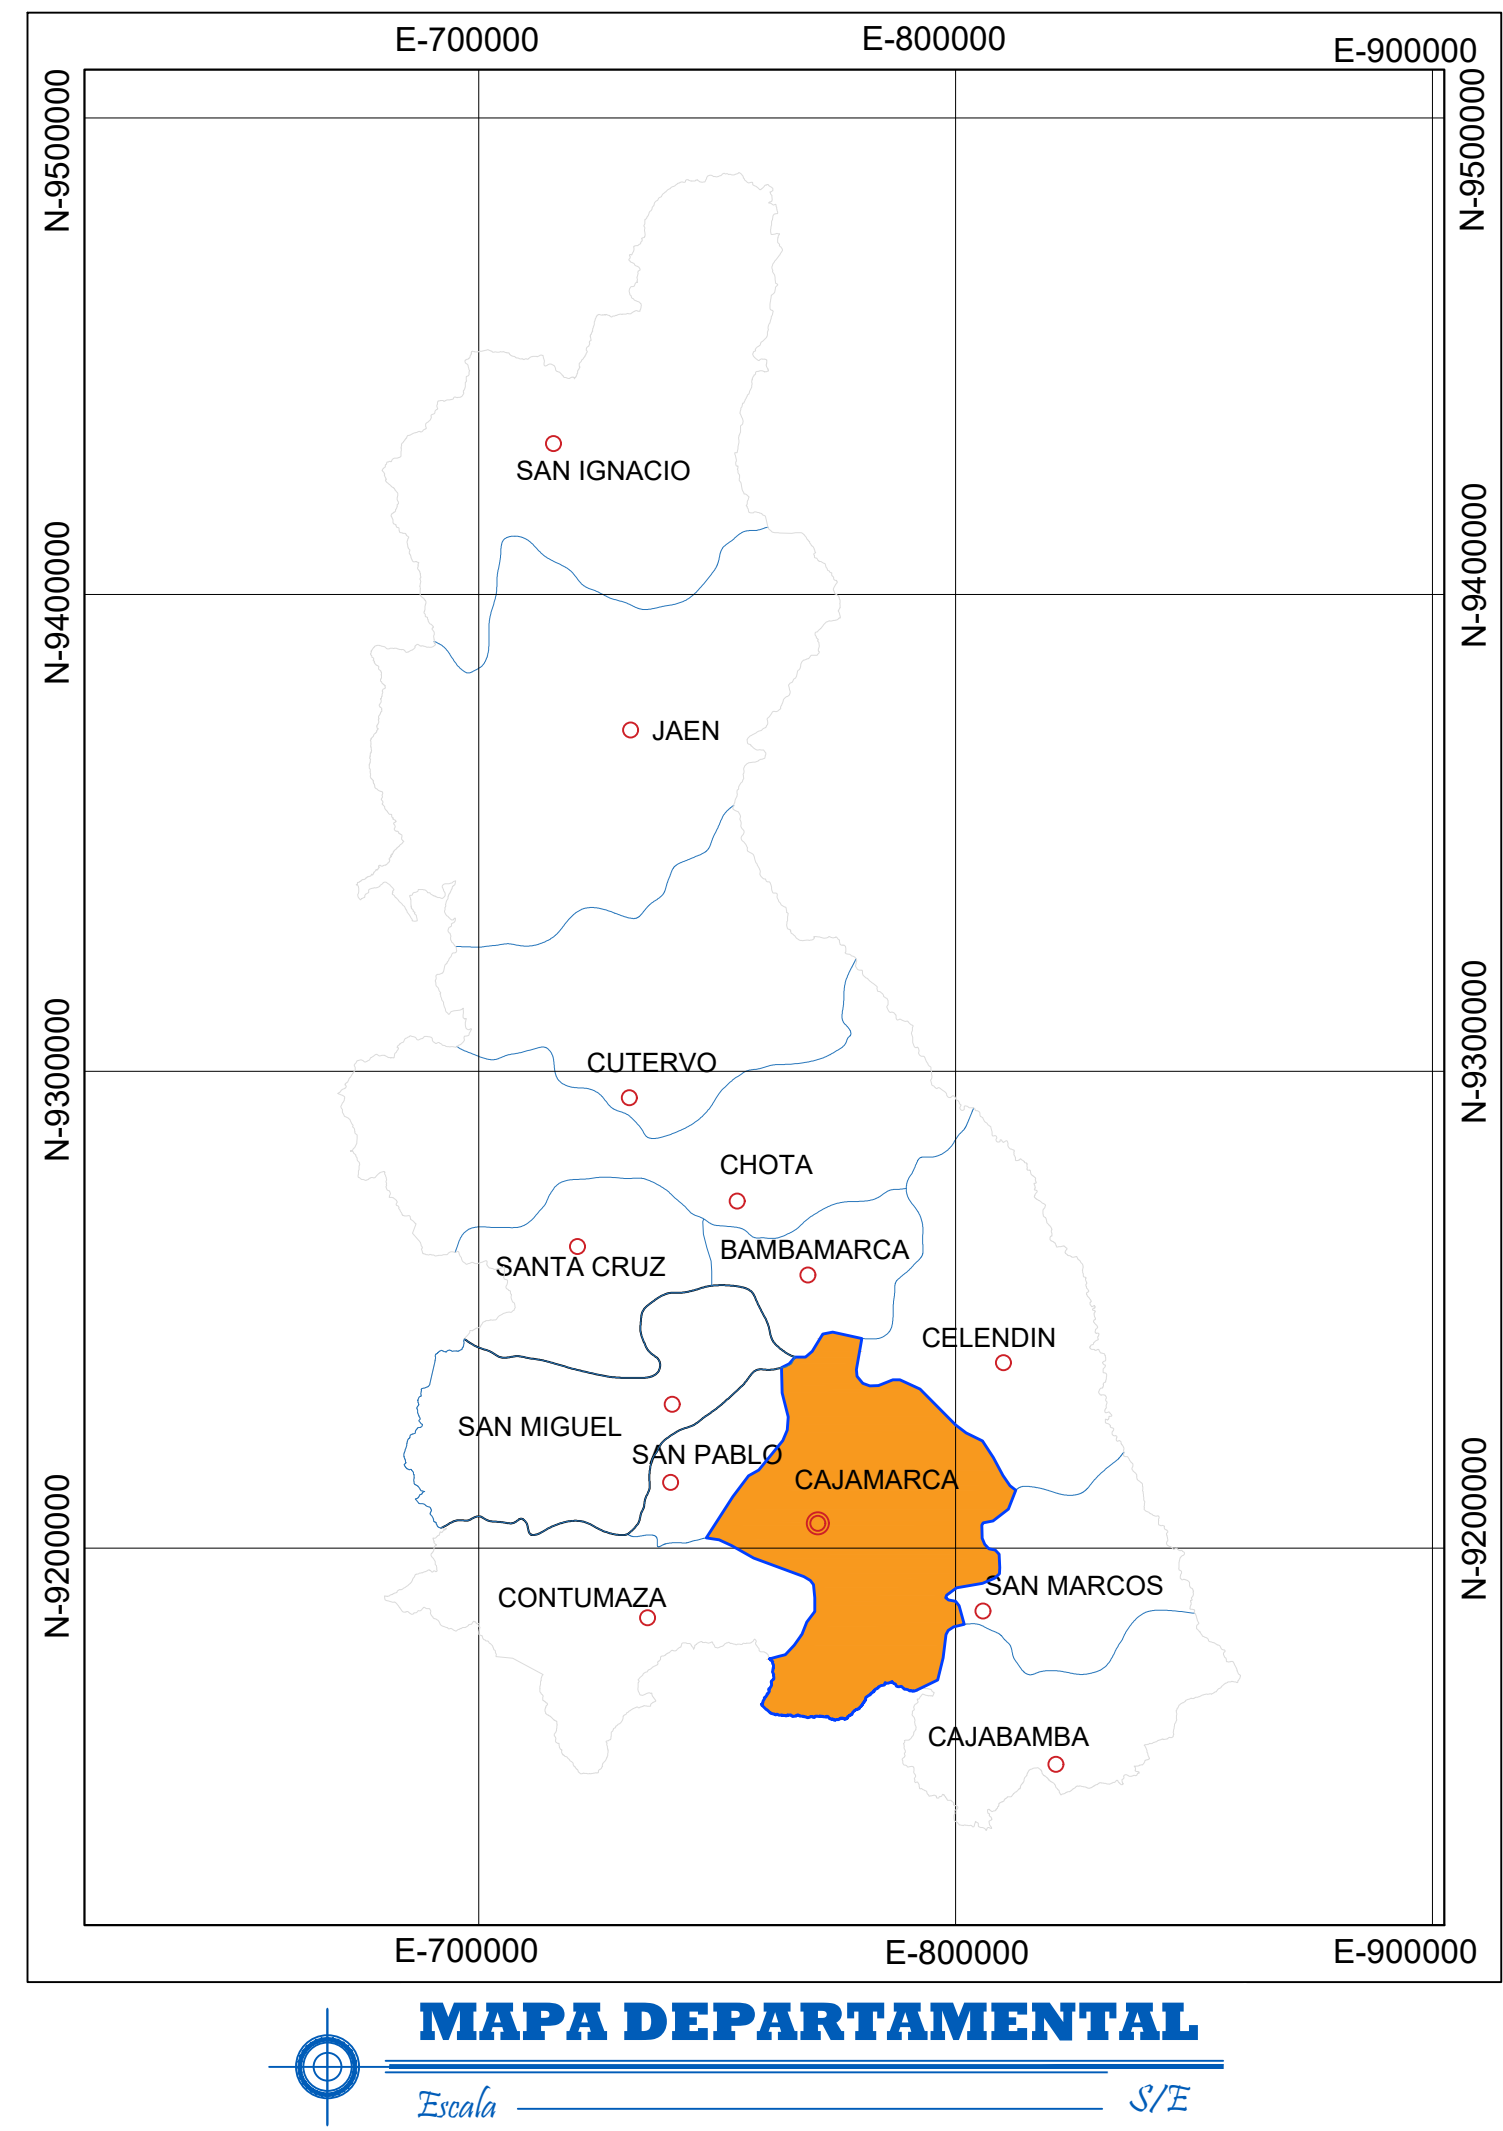 E-700000
E-800000
E-900000
N-9500000
N-9500000
SAN IGNACIO
N-9400000
N-9400000
JAEN
N-9300000
N-9300000
CUTERVO
CHOTA
BAMBAMARCA
SANTA CRUZ
CELENDIN
SAN MIGUEL
SAN PABLO
CAJAMARCA
N-9200000
N-9200000
SAN MARCOS
CONTUMAZA
CAJABAMBA
E-700000
E-800000
E-900000
MAPA DEPARTAMENTAL
Escala S/E